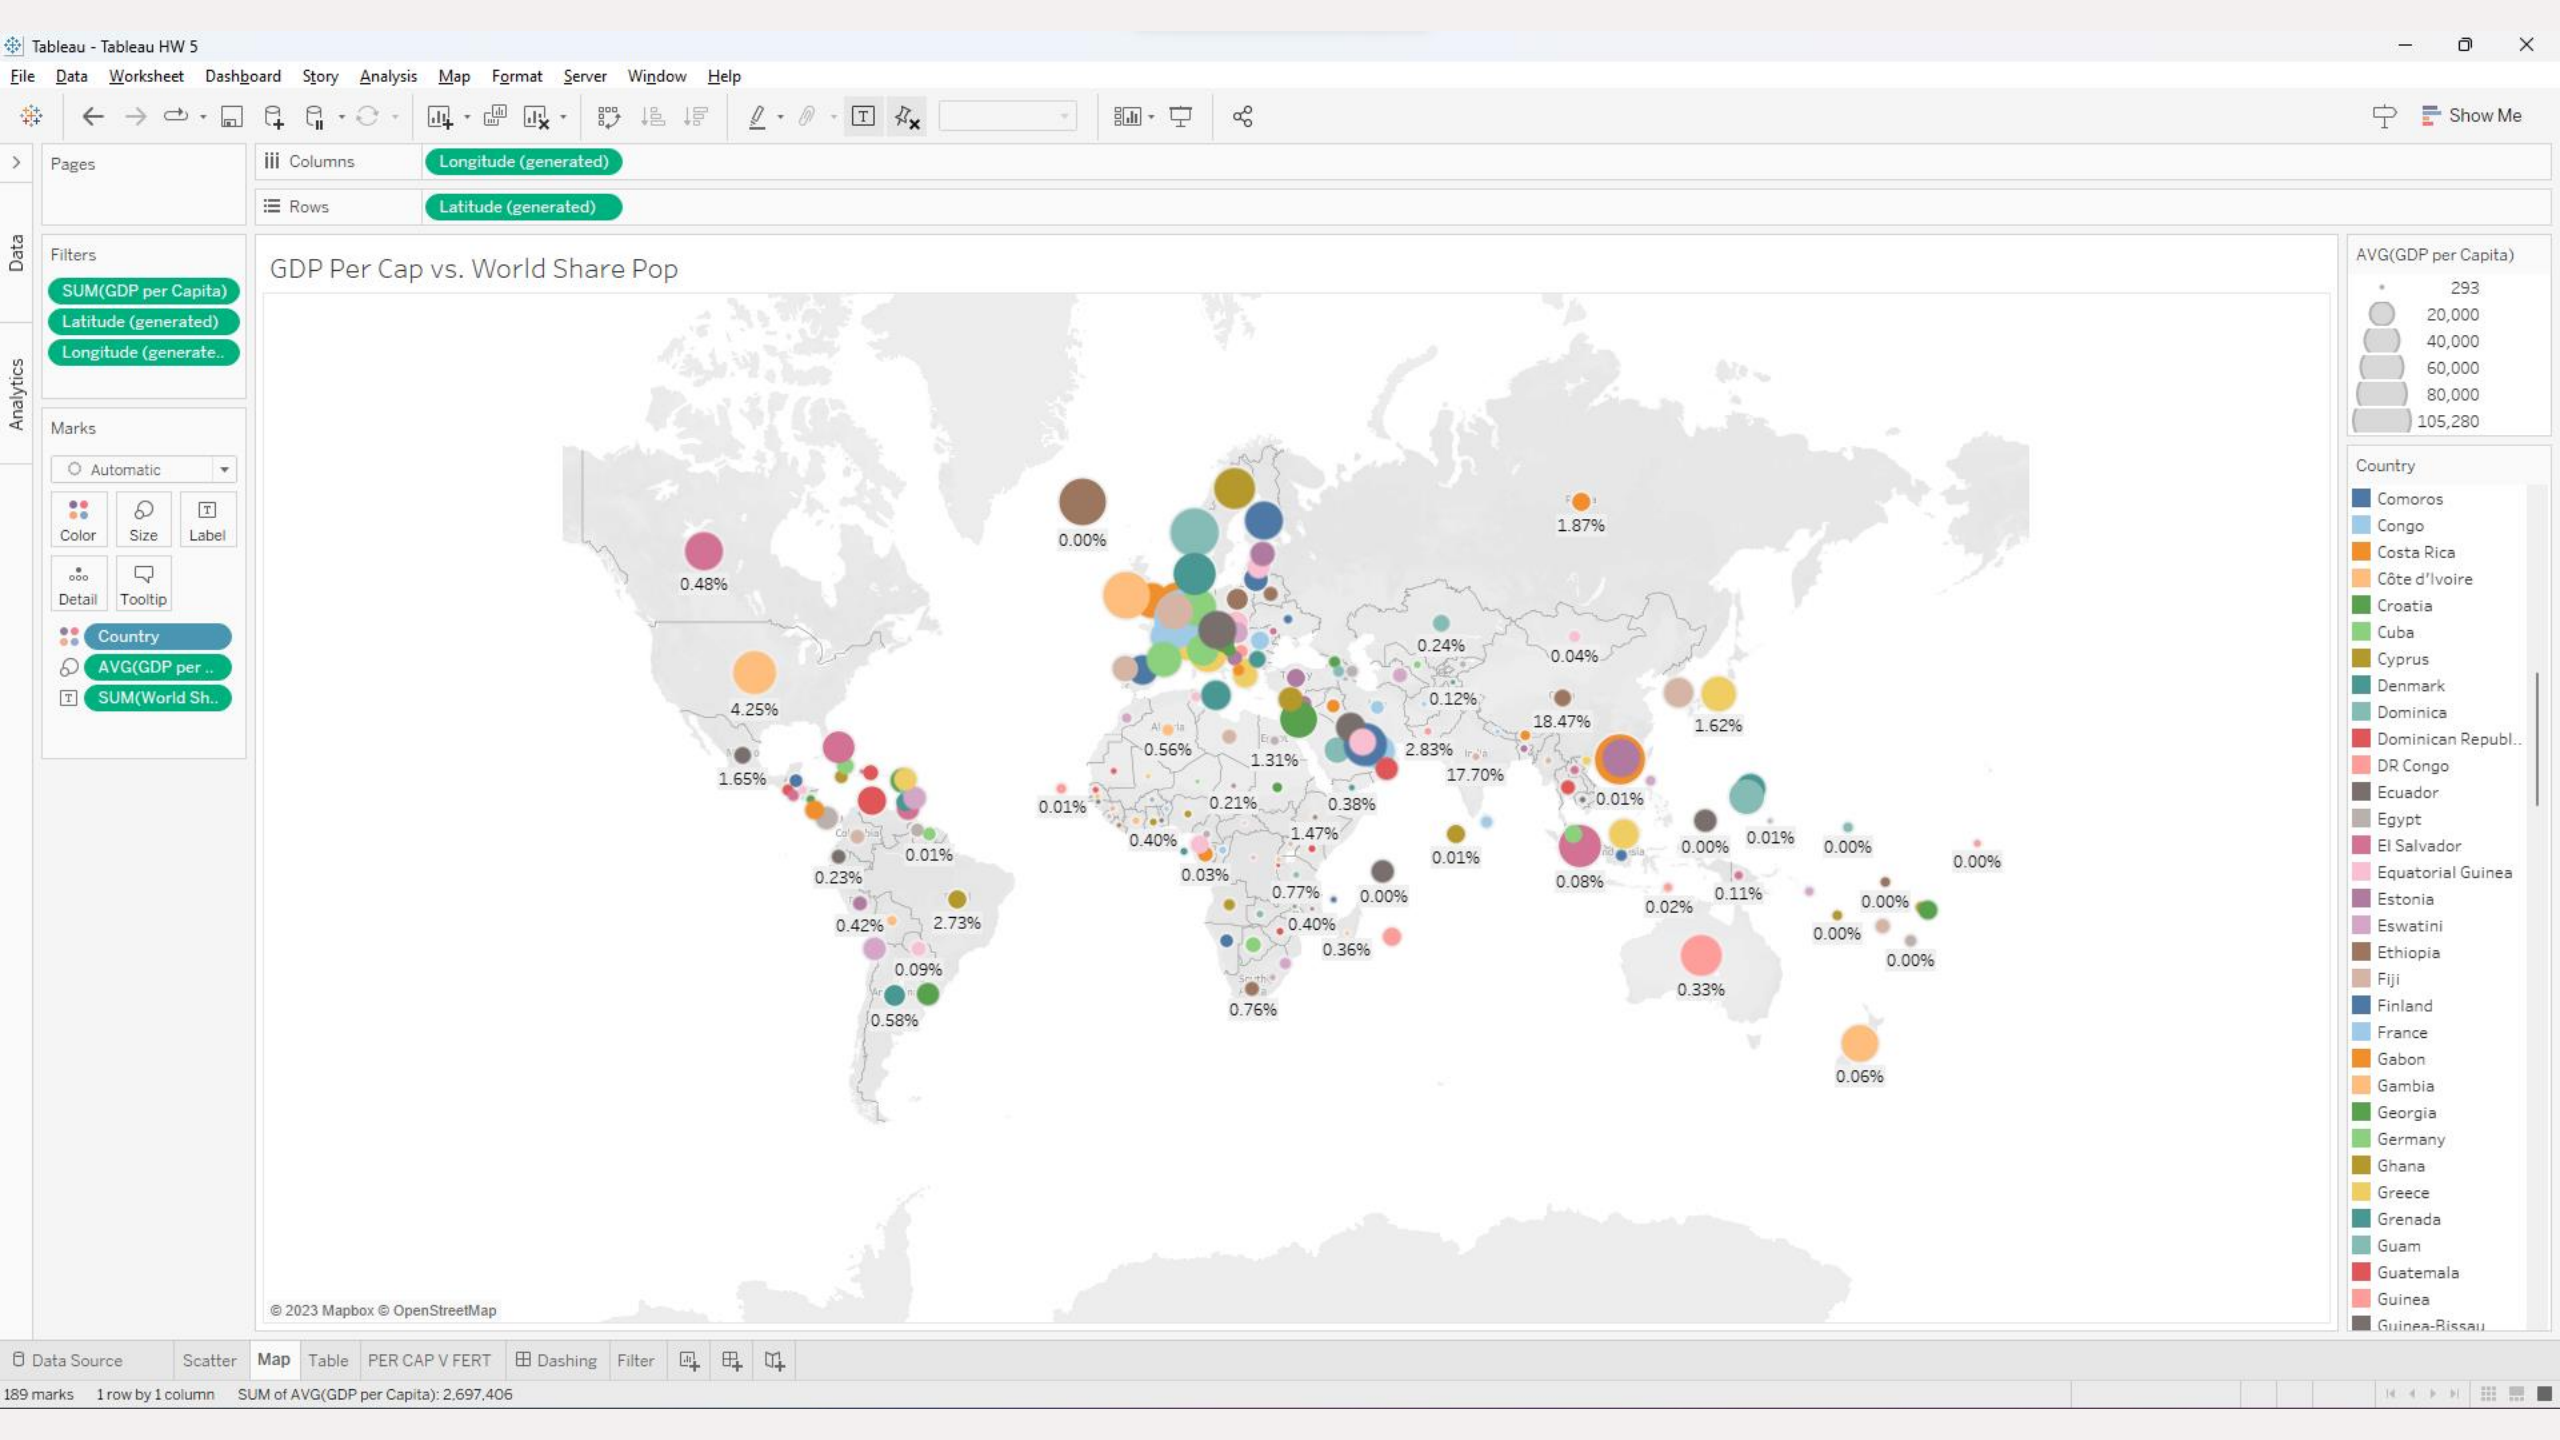 Tableau - Tableau HW 5
File Data Worksheet Dashboard Story Analysis Map Format Server Window Help
Show Me
Pages
Columns
Longitude (generated)
Rows
Latitude (generated)
Data
Analytics
Filters
SUM(GDP per Capita)
Latitude (generated)
Longitude (generate..
Marks
Automatic
Color Size Label
Detail Tooltip
Country
AVG(GDP per ..
SUM(World Sh..
GDP Per Cap vs. World Share Pop
0.00%
1.87%
0.48%
0.24%
0.04%
4.25%
0.12%
18.47%
1.62%
0.56%
1.31%
2.83%
17.70%
1.65%
0.01%
0.21%
0.38%
0.01%
0.40%
1.47%
0.01%
0.00%
0.01%
0.00%
0.00%
0.01%
0.23%
0.03%
0.77%
0.00%
0.08%
0.02%
0.11%
0.00%
0.42%
2.73%
0.40%
0.36%
0.00%
0.00%
0.09%
0.33%
0.58%
0.76%
0.06%
© 2023 Mapbox © OpenStreetMap
AVG(GDP per Capita)
293
20,000
40,000
60,000
80,000
105,280
Country
Comoros
Congo
Costa Rica
Côte d'Ivoire
Croatia
Cuba
Cyprus
Denmark
Dominica
Dominican Republ..
DR Congo
Ecuador
Egypt
El Salvador
Equatorial Guinea
Estonia
Eswatini
Ethiopia
Fiji
Finland
France
Gabon
Gambia
Georgia
Germany
Ghana
Greece
Grenada
Guam
Guatemala
Guinea
Guinea-Bissau
Data Source Scatter Map Table PER CAP V FERT Dashing Filter
189 marks 1 row by 1 column SUM of AVG(GDP per Capita): 2,697,406